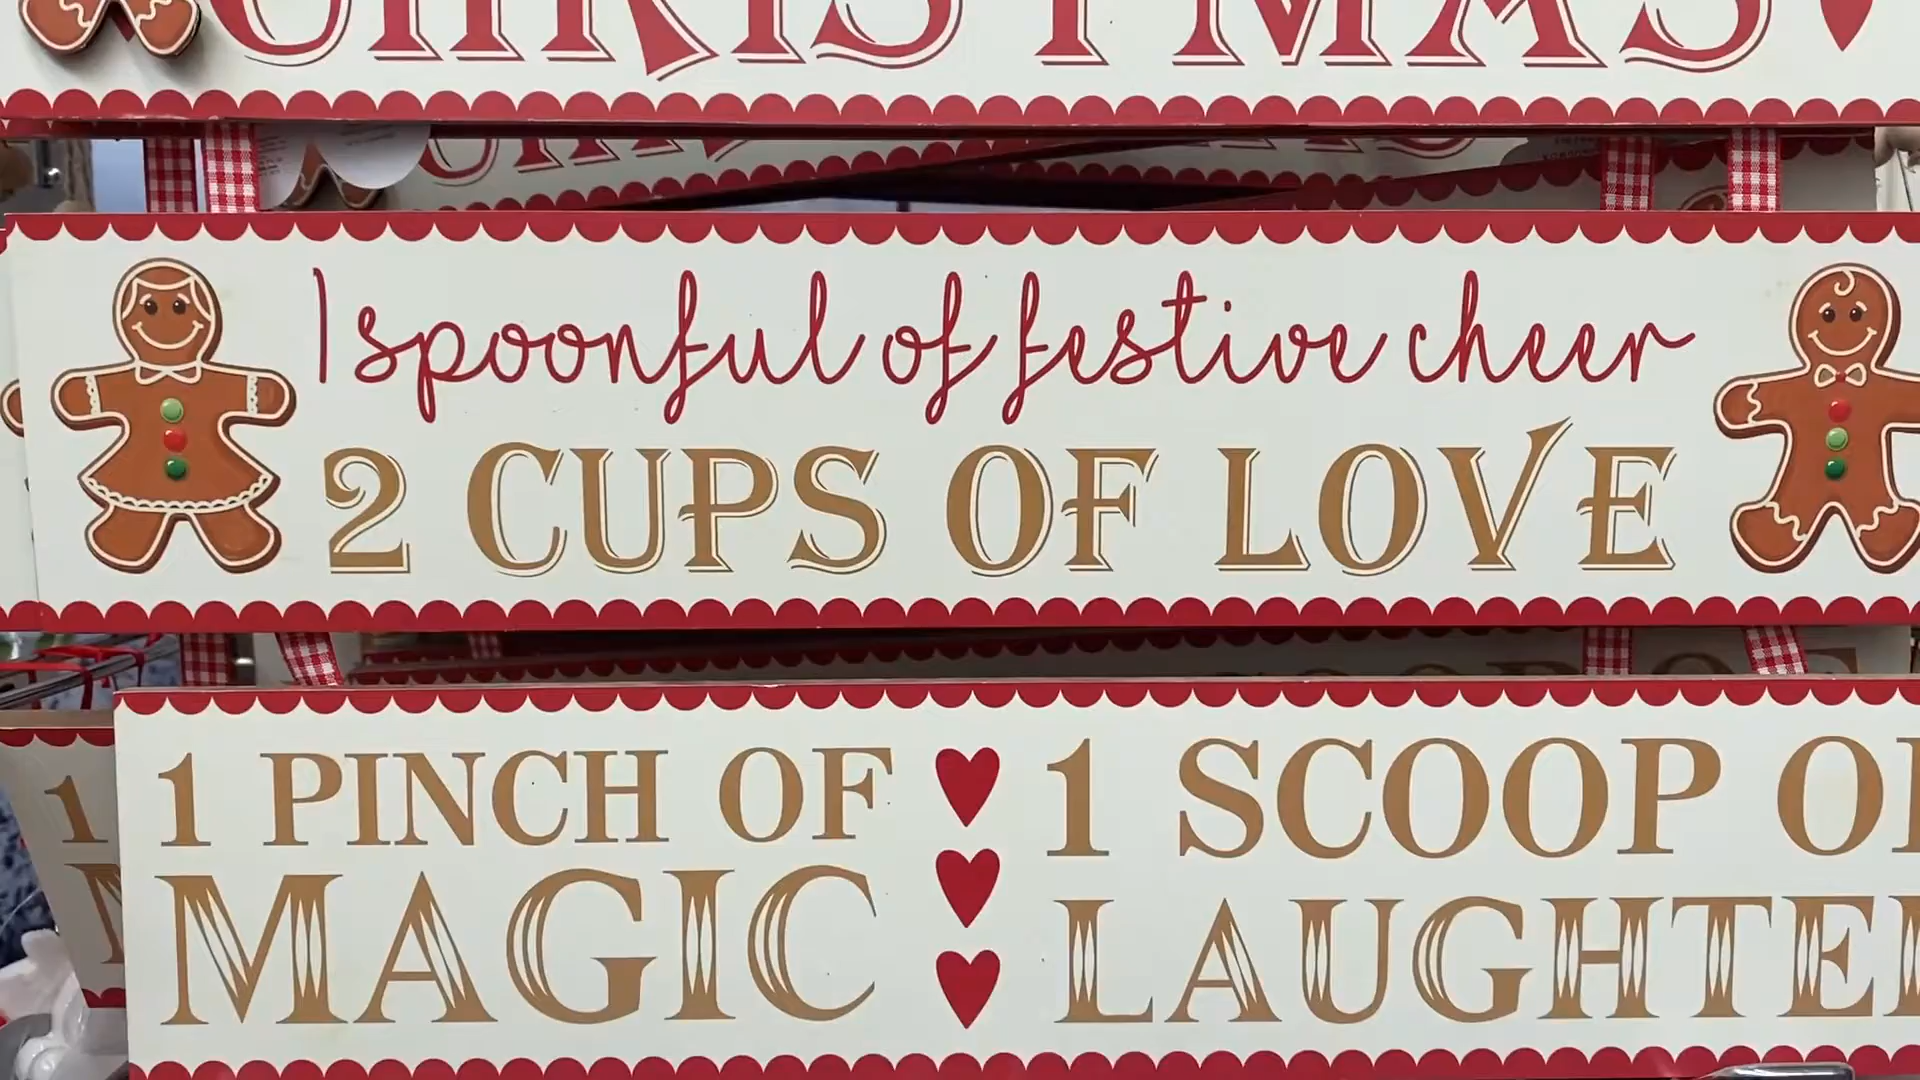 CHRISTMAS
1 spoonful of festive cheer
2 CUPS OF LOVE
1 PINCH OF
MAGIC
1 SCOOP OF
LAUGHTER